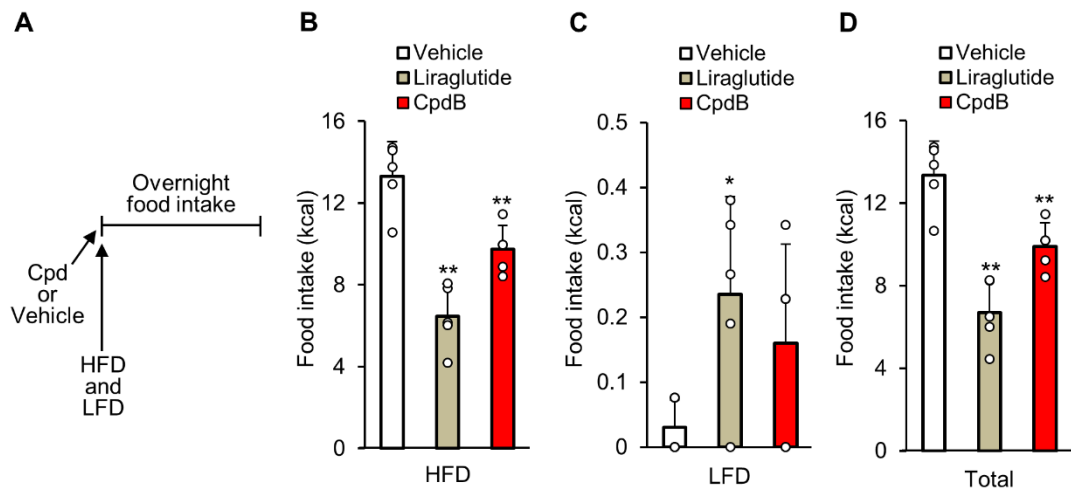 A
Overnight
food intake
Cpd
or
Vehicle
HFD
and
LFD
B
Vehicle
Liraglutide
CpdB
Food intake (kcal)
16
12
8
4
0
**
**
HFD
C
Vehicle
Liraglutide
CpdB
Food intake (kcal)
0.5
0.4
0.3
0.2
0.1
0
*
LFD
D
Vehicle
Liraglutide
CpdB
Food intake (kcal)
16
12
8
4
0
**
**
Total